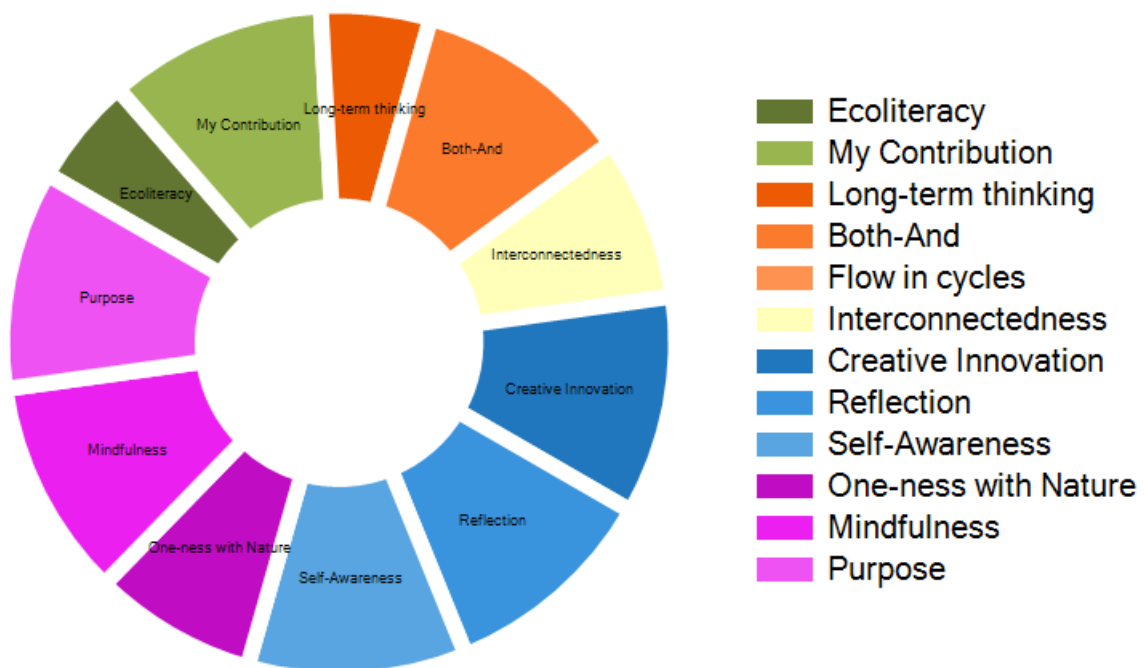 Long-term thinking
My Contribution
Both-And
Ecoliteracy
Interconnectedness
Purpose
Creative Innovation
Mindfulness
Reflection
One-ness with Nature
Self-Awareness
Ecoliteracy
My Contribution
Long-term thinking
Both-And
Flow in cycles
Interconnectedness
Creative Innovation
Reflection
Self-Awareness
One-ness with Nature
Mindfulness
Purpose